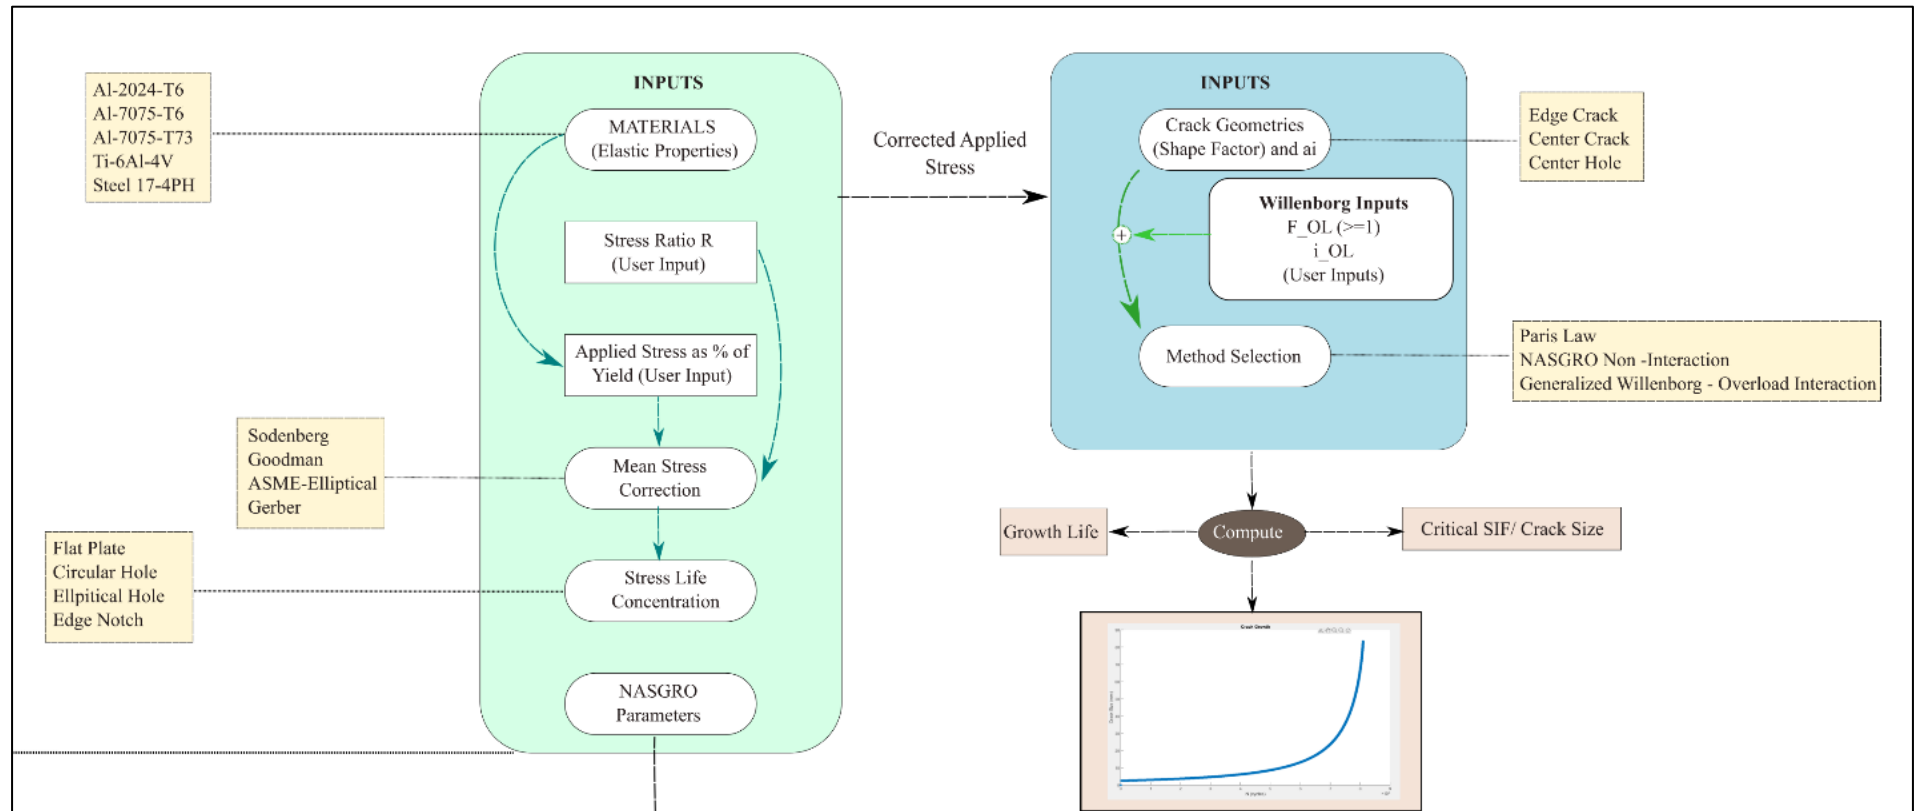 INPUTS
Al-2024-T6
Al-7075-T6
Al-7075-T73
Ti-6Al-4V
Steel 17-4PH
MATERIALS
(Elastic Properties)
Stress Ratio R
(User Input)
Applied Stress as % of
Yield (User Input)
Sodenberg
Goodman
ASME-Elliptical
Gerber
Mean Stress
Correction
Flat Plate
Circular Hole
Ellpitical Hole
Edge Notch
Stress Life
Concentration
NASGRO
Parameters
Corrected Applied
Stress
INPUTS
Crack Geometries
(Shape Factor) and ai
Edge Crack
Center Crack
Center Hole
Willenborg Inputs
F_OL (>=1)
i_OL
(User Inputs)
+
Method Selection
Paris Law
NASGRO Non -Interaction
Generalized Willenborg - Overload Interaction
Growth Life
Compute
Critical SIF/ Crack Size
Crack Growth